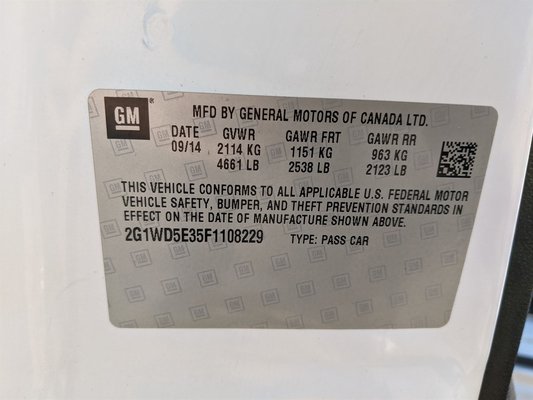 GM
MFD BY GENERAL MOTORS OF CANADA LTD.
DATE GVWR GAWR FRT GAWR RR
09/14 2114 KG 1151 KG 963 KG
4661 LB 2538 LB 2123 LB
THIS VEHICLE CONFORMS TO ALL APPLICABLE U.S. FEDERAL MOTOR
VEHICLE SAFETY, BUMPER, AND THEFT PREVENTION STANDARDS IN
EFFECT ON THE DATE OF MANUFACTURE SHOWN ABOVE.
2G1WD5E35F1108229 TYPE: PASS CAR